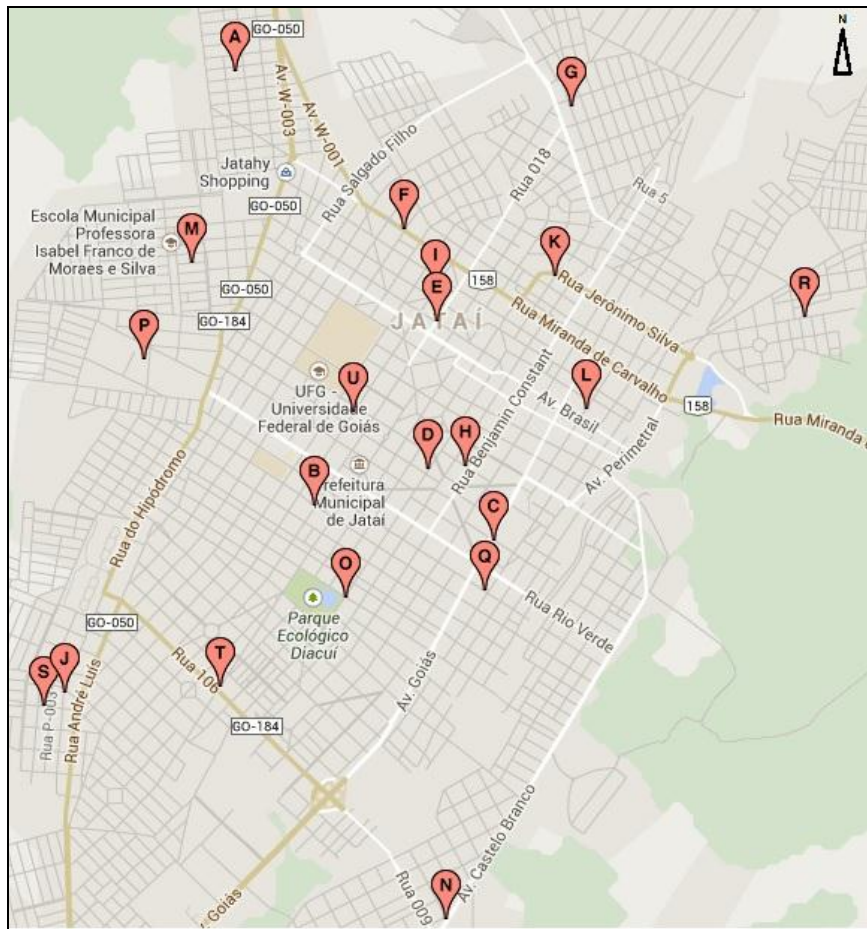 N
A
GO-050
G
Av. W-003
Av. W-001
Rua Salgado Filho
Jatahy
Shopping
Rua 018
Rua 5
GO-050
F
Escola Municipal
Professora
Isabel Franco de
Moraes e Silva
M
I
K
158
E
R
GO-050
GO-184
JATAÍ
Rua Jerônimo Silva
Rua Miranda de Carvalho
P
U
L
UFG -
Universidade
Federal de Goiás
Av. Brasil
158
Rua Miranda
Rua Benjamin Constant
D
H
Av. Perimetral
B
Prefeitura
Municipal
de Jataí
C
Rua do Hipódromo
Q
O
Rua Rio Verde
Parque
Ecológico
Diacuí
GO-050
S
J
T
Rua 106
Av. Goiás
Rua P-003
Rua André Luís
GO-184
Av. Castelo Branco
Rua 009
N
Goiás